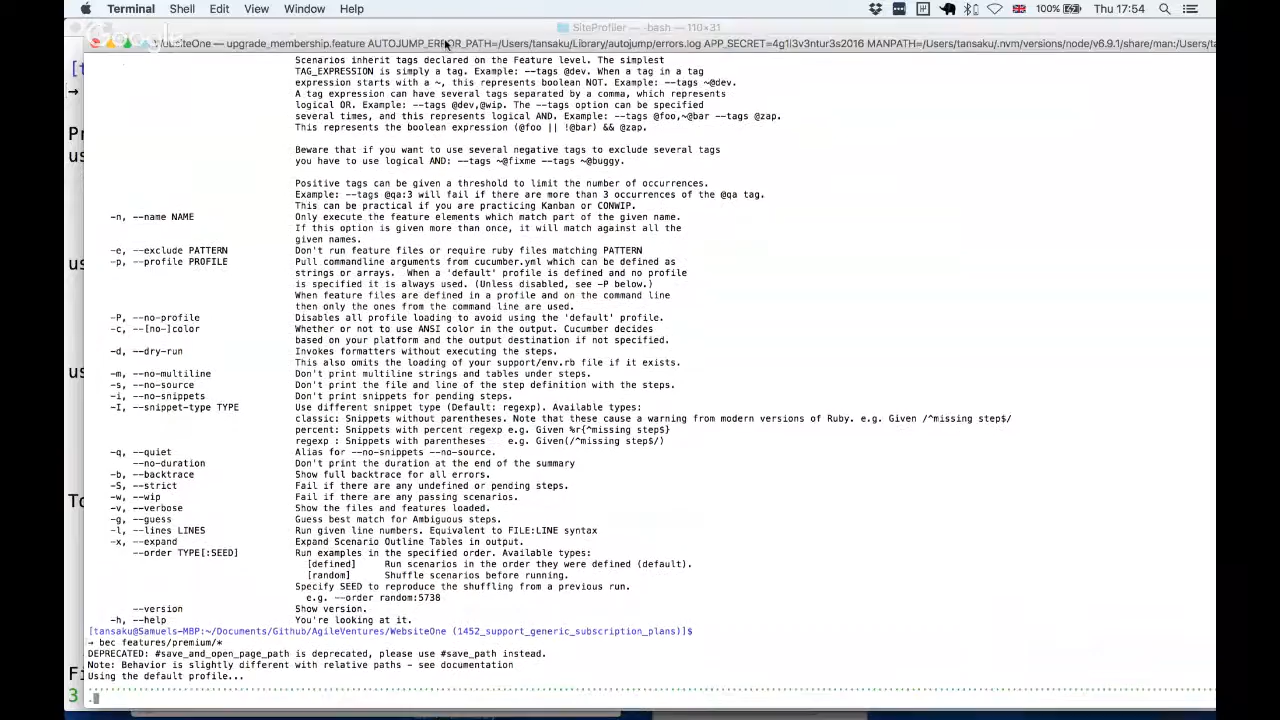 Terminal Shell Edit View Window Help 100% Thu 17:54
SiteProfiler — -bash — 110×31
Google
WebsiteOne — upgrade_membership.feature AUTOJUMP_ERROR_PATH=/Users/tansaku/Library/autojump/errors.log APP_SECRET=4g1i3v3ntur3s2016 MANPATH=/Users/tansaku/.nvm/versions/node/v6.9.1/share/man:/Users/ta
Scenarios inherit tags declared on the Feature level. The simplest
TAG_EXPRESSION is simply a tag. Example: --tags @dev. When a tag in a tag
expression starts with a ~, this represents boolean NOT. Example: --tags ~@dev.
A tag expression can have several tags separated by a comma, which represents
logical OR. Example: --tags @dev,@wip. The --tags option can be specified
several times, and this represents logical AND. Example: --tags @foo,~@bar --tags @zap.
This represents the boolean expression (@foo || !@bar) && @zap.
Beware that if you want to use several negative tags to exclude several tags
you have to use logical AND: --tags ~@fixme --tags ~@buggy.
Positive tags can be given a threshold to limit the number of occurrences.
Example: --tags @qa:3 will fail if there are more than 3 occurrences of the @qa tag.
This can be practical if you are practicing Kanban or CONWIP.
-n, --name NAME Only execute the feature elements which match part of the given name.
If this option is given more than once, it will match against all the
given names.
-e, --exclude PATTERN Don't run feature files or require ruby files matching PATTERN
-p, --profile PROFILE Pull commandline arguments from cucumber.yml which can be defined as
strings or arrays. When a 'default' profile is defined and no profile
is specified it is always used. (Unless disabled, see -P below.)
When feature files are defined in a profile and on the command line
then only the ones from the command line are used.
-P, --no-profile Disables all profile loading to avoid using the 'default' profile.
-c, --[no-]color Whether or not to use ANSI color in the output. Cucumber decides
based on your platform and the output destination if not specified.
-d, --dry-run Invokes formatters without executing the steps.
This also omits the loading of your support/env.rb file if it exists.
-m, --no-multiline Don't print multiline strings and tables under steps.
-s, --no-source Don't print the file and line of the step definition with the steps.
-i, --no-snippets Don't print snippets for pending steps.
-I, --snippet-type TYPE Use different snippet type (Default: regexp). Available types:
classic: Snippets without parentheses. Note that these cause a warning from modern versions of Ruby. e.g. Given /^missing step$/
percent: Snippets with percent regexp e.g. Given %r{^missing step$}
regexp : Snippets with parentheses e.g. Given(/^missing step$/)
-q, --quiet Alias for --no-snippets --no-source.
--no-duration Don't print the duration at the end of the summary
-b, --backtrace Show full backtrace for all errors.
-S, --strict Fail if there are any undefined or pending steps.
-w, --wip Fail if there are any passing scenarios.
-v, --verbose Show the files and features loaded.
-g, --guess Guess best match for Ambiguous steps.
-l, --lines LINES Run given line numbers. Equivalent to FILE:LINE syntax
-x, --expand Expand Scenario Outline Tables in output.
--order TYPE[:SEED] Run examples in the specified order. Available types:
[defined] Run scenarios in the order they were defined (default).
[random] Shuffle scenarios before running.
Specify SEED to reproduce the shuffling from a previous run.
e.g. --order random:5738
--version Show version.
-h, --help You're looking at it.
[tansaku@Samuels-MBP:~/Documents/Github/AgileVentures/WebsiteOne (1452_support_generic_subscription_plans)]$
→ bec features/premium/*
DEPRECATED: #save_and_open_page_path is deprecated, please use #save_path instead.
Note: Behavior is slightly different with relative paths - see documentation
Using the default profile...